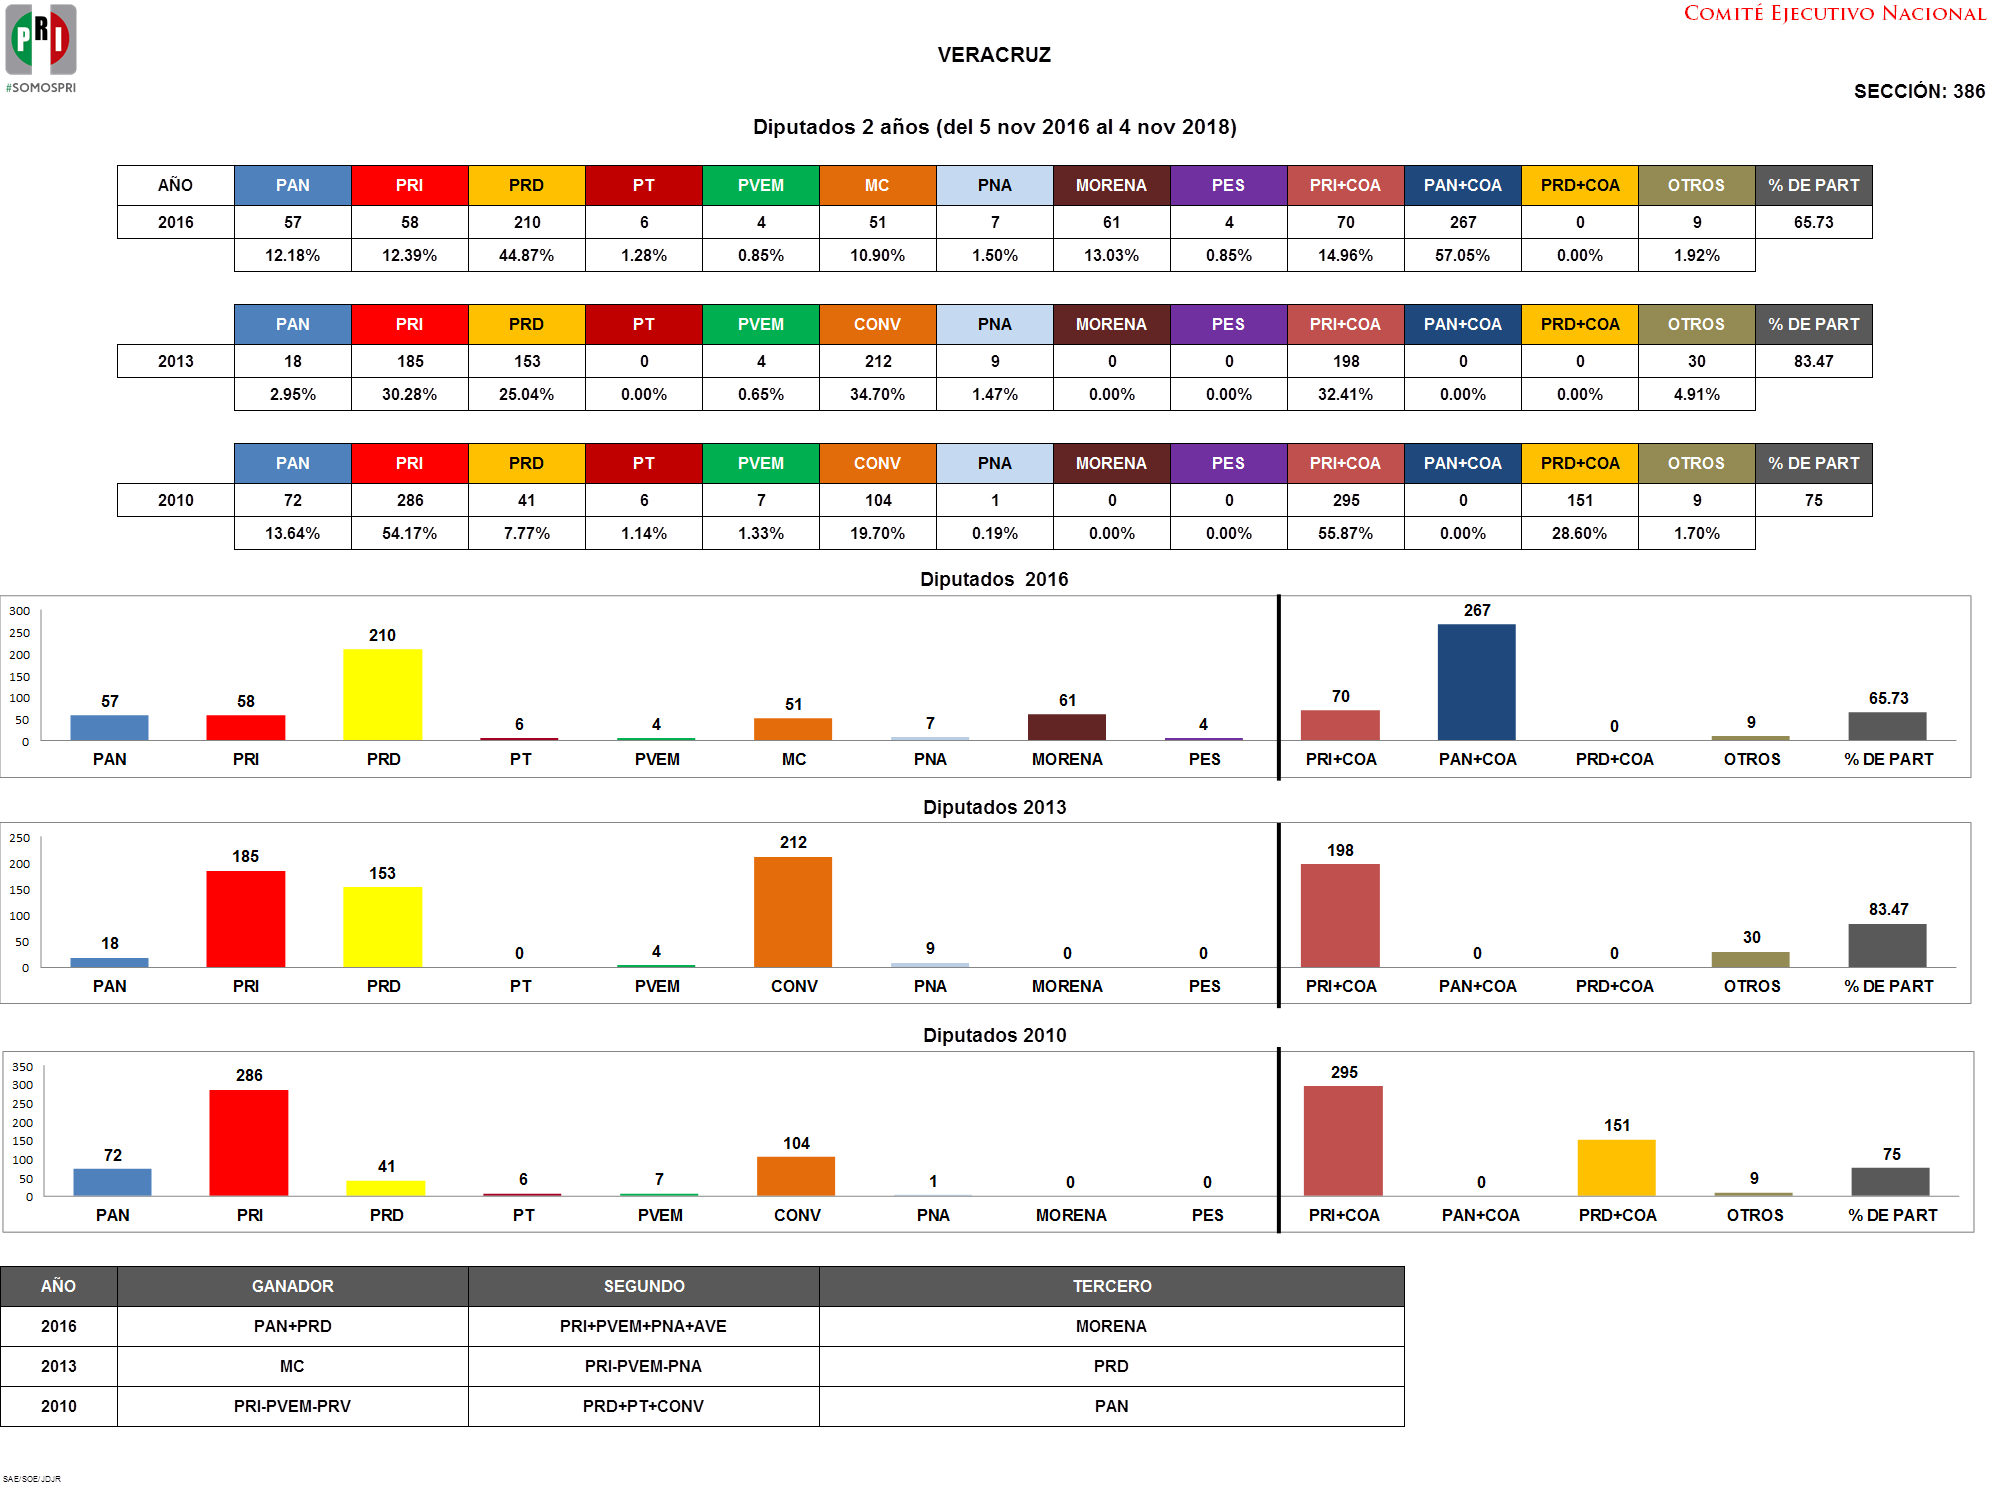 PRI
#SOMOSPRI
COMITÉ EJECUTIVO NACIONAL
VERACRUZ
SECCIÓN: 386
Diputados 2 años (del 5 nov 2016 al 4 nov 2018)
AÑO PAN PRI PRD PT PVEM MC PNA MORENA PES PRI+COA PAN+COA PRD+COA OTROS % DE PART
2016 57 58 210 6 4 51 7 61 4 70 267 0 9 65.73
12.18% 12.39% 44.87% 1.28% 0.85% 10.90% 1.50% 13.03% 0.85% 14.96% 57.05% 0.00% 1.92%
PAN PRI PRD PT PVEM CONV PNA MORENA PES PRI+COA PAN+COA PRD+COA OTROS % DE PART
2013 18 185 153 0 4 212 9 0 0 198 0 0 30 83.47
2.95% 30.28% 25.04% 0.00% 0.65% 34.70% 1.47% 0.00% 0.00% 32.41% 0.00% 0.00% 4.91%
PAN PRI PRD PT PVEM CONV PNA MORENA PES PRI+COA PAN+COA PRD+COA OTROS % DE PART
2010 72 286 41 6 7 104 1 0 0 295 0 151 9 75
13.64% 54.17% 7.77% 1.14% 1.33% 19.70% 0.19% 0.00% 0.00% 55.87% 0.00% 28.60% 1.70%
Diputados 2016
300
250
200
150
100
50
0
57 58 210 6 4 51 7 61 4 70 267 0 9 65.73
PAN PRI PRD PT PVEM MC PNA MORENA PES PRI+COA PAN+COA PRD+COA OTROS % DE PART
Diputados 2013
250
200
150
100
50
0
18 185 153 0 4 212 9 0 0 198 0 0 30 83.47
PAN PRI PRD PT PVEM CONV PNA MORENA PES PRI+COA PAN+COA PRD+COA OTROS % DE PART
Diputados 2010
350
300
250
200
150
100
50
0
72 286 41 6 7 104 1 0 0 295 0 151 9 75
PAN PRI PRD PT PVEM CONV PNA MORENA PES PRI+COA PAN+COA PRD+COA OTROS % DE PART
AÑO GANADOR SEGUNDO TERCERO
2016 PAN+PRD PRI+PVEM+PNA+AVE MORENA
2013 MC PRI-PVEM-PNA PRD
2010 PRI-PVEM-PRV PRD+PT+CONV PAN
SAE/SOE/JDJR